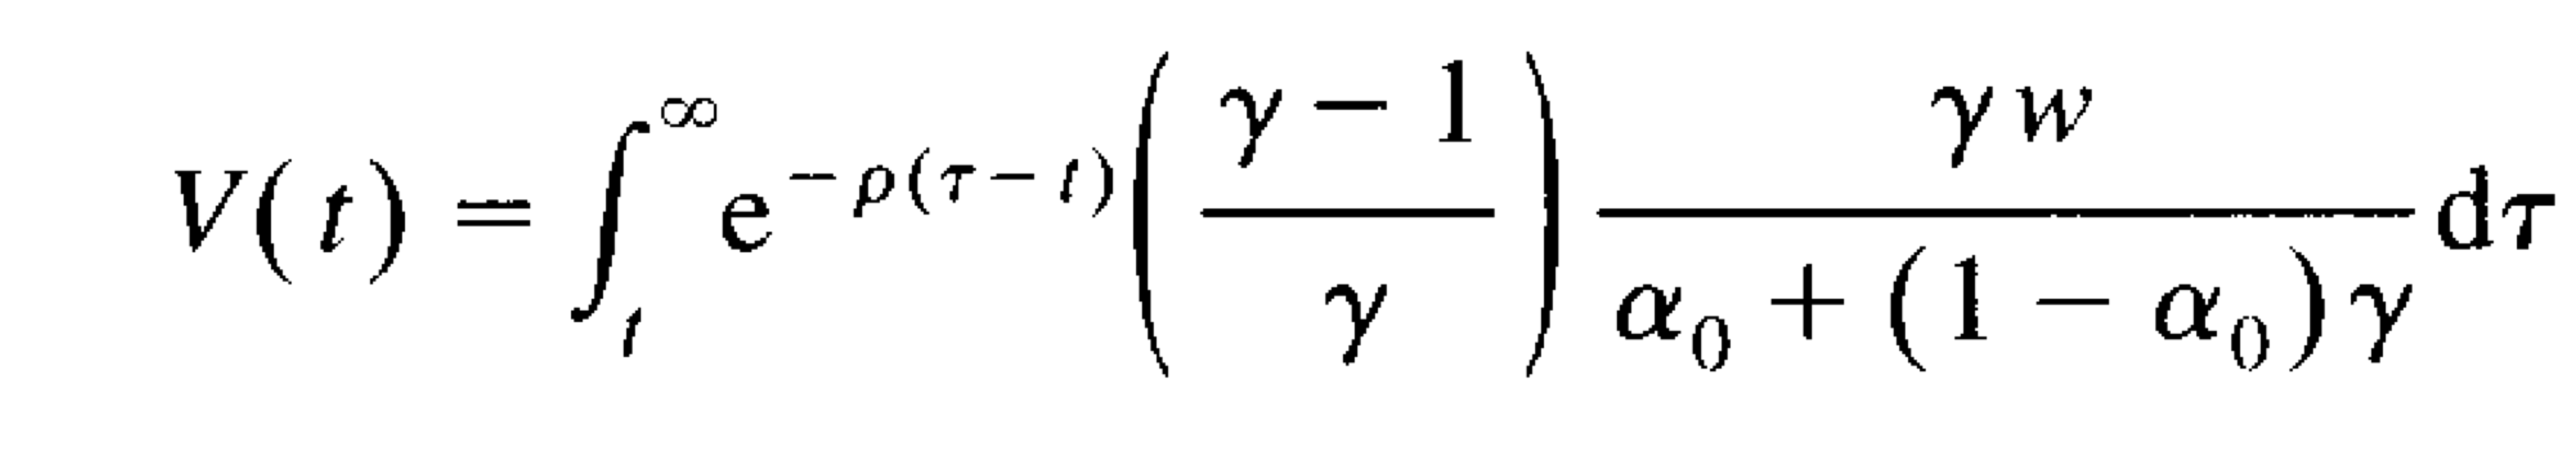 V(t) = ∫_t^∞ e^{-ρ(τ-t)} ((γ-1)/γ) (γw)/(α_0 + (1-α_0)γ) dτ